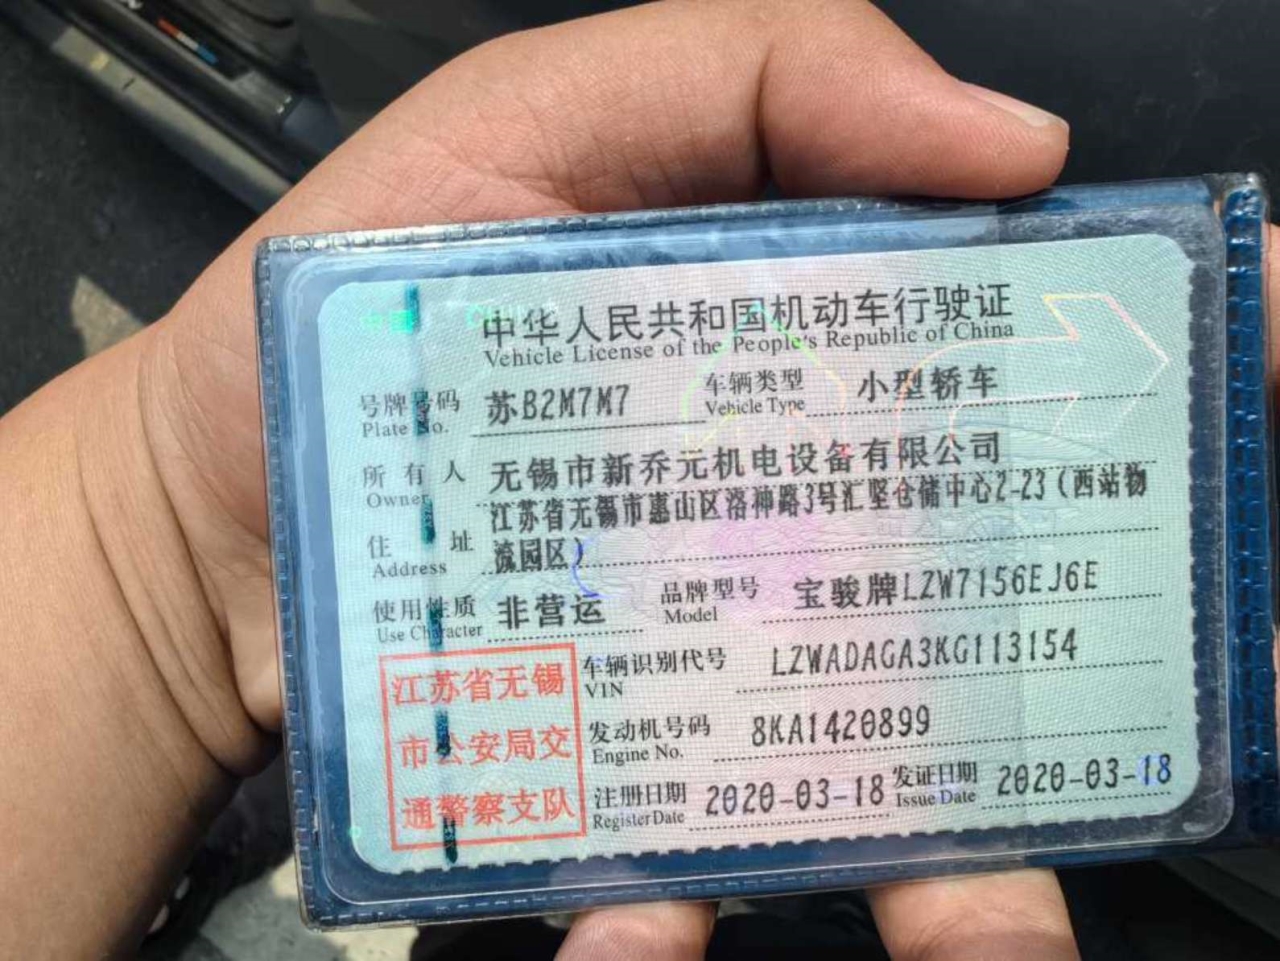 中华人民共和国机动车行驶证
Vehicle License of the People's Republic of China
号牌号码 苏B2M7M7 车辆类型 小型轿车
Plate No. Vehicle Type
所有人 无锡市新乔元机电设备有限公司
Owner
住址 江苏省无锡市惠山区洛神路3号汇坚仓储中心2-23（西站物
Address 流园区）
使用性质 非营运 品牌型号 宝骏牌LZW7156EJ6E
Use Character Model
江苏省无锡
市公安局交
通警察支队
车辆识别代号 LZWADAGA3KG113154
VIN
发动机号码 8KA1420899
Engine No.
注册日期 2020-03-18 发证日期 2020-03-18
Register Date Issue Date